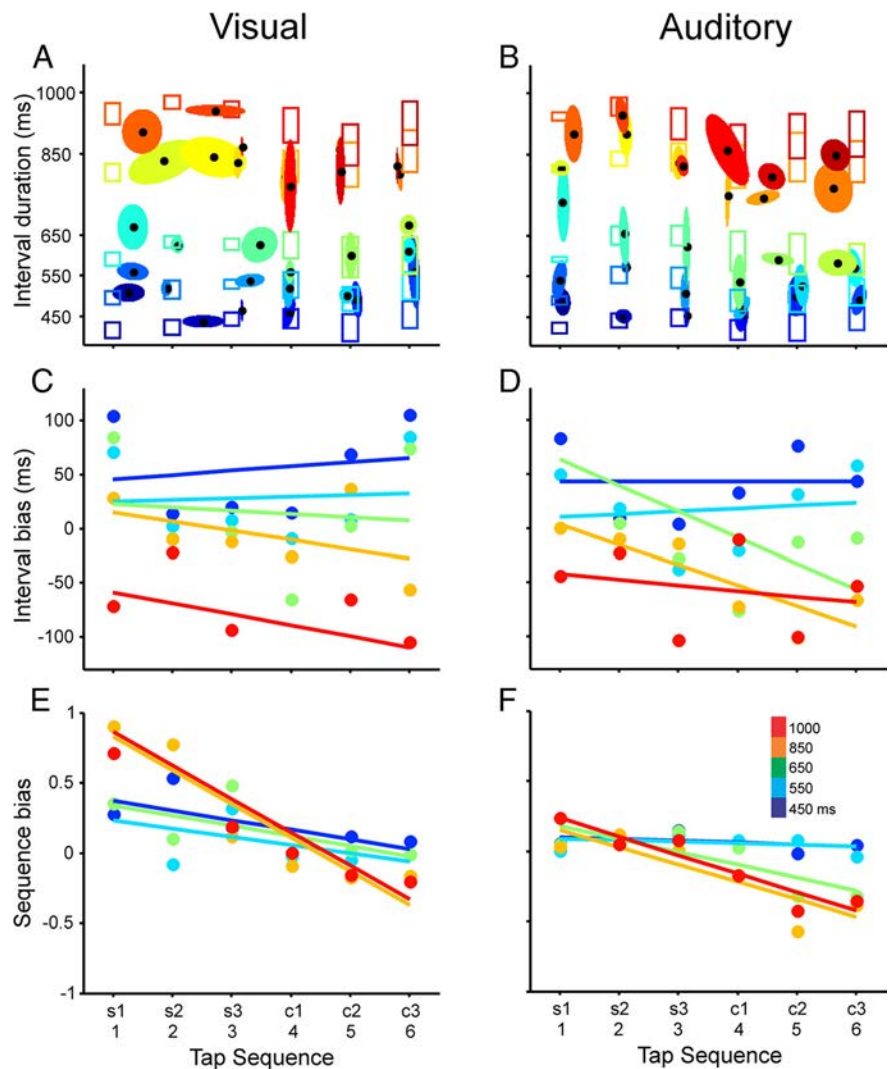 Visual
Auditory
A
B
Interval duration (ms)
1000
850
650
550
450
C
D
Interval bias (ms)
100
50
0
-50
-100
E
F
Sequence bias
1
0.5
0
-0.5
-1
1000
850
650
550
450 ms
s1 s2 s3 c1 c2 c3
1 2 3 4 5 6
Tap Sequence
s1 s2 s3 c1 c2 c3
1 2 3 4 5 6
Tap Sequence